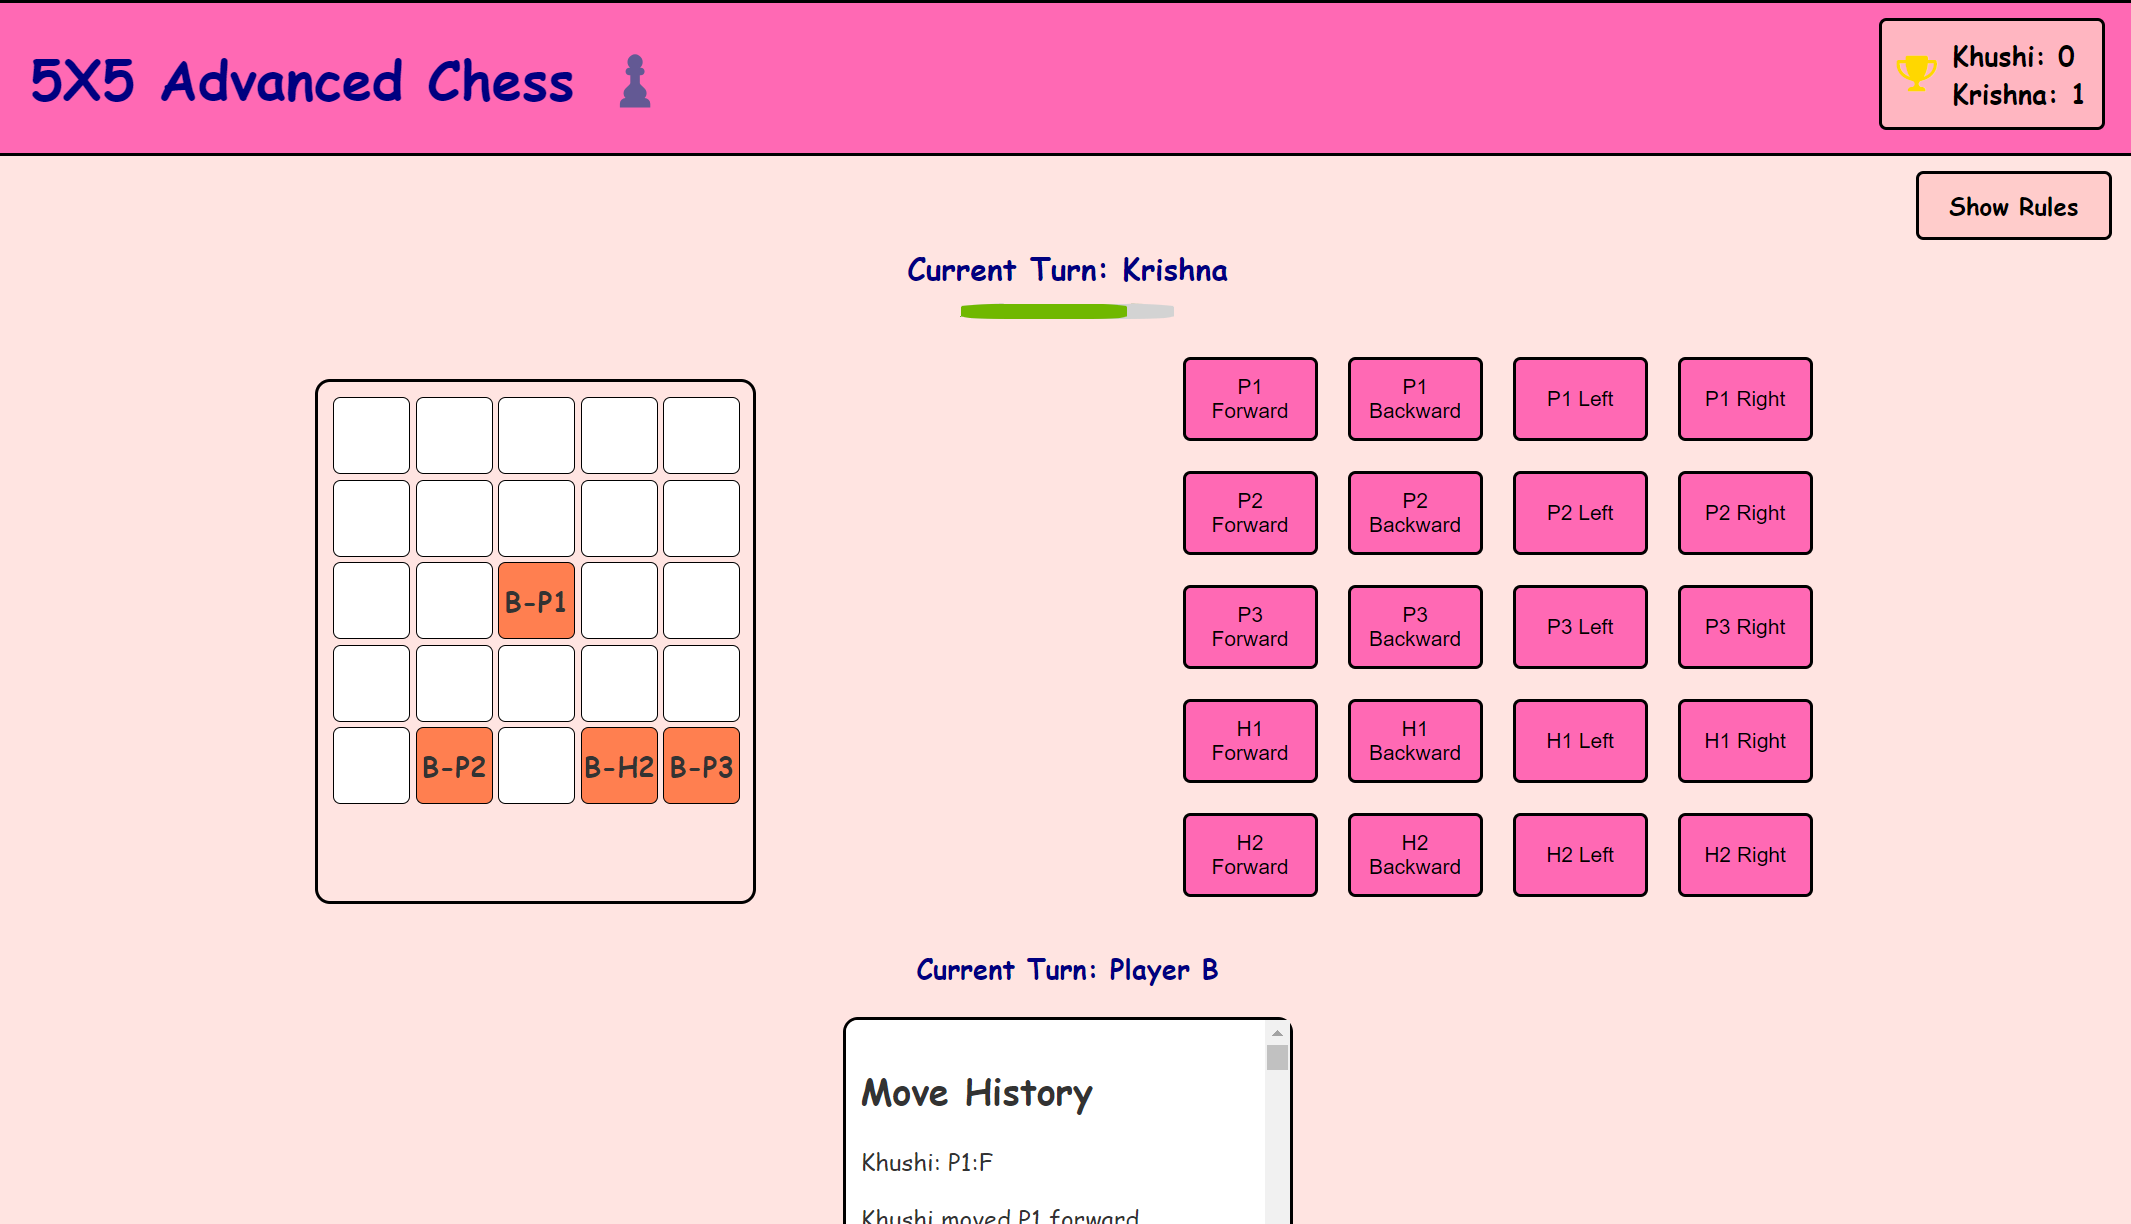 5X5 Advanced Chess
Khushi: 0
Krishna: 1
Show Rules
Current Turn: Krishna
P1
Forward
P1
Backward
P1 Left
P1 Right
P2
Forward
P2
Backward
P2 Left
P2 Right
B-P1
P3
Forward
P3
Backward
P3 Left
P3 Right
H1
Forward
H1
Backward
H1 Left
H1 Right
B-P2
B-H2
B-P3
H2
Forward
H2
Backward
H2 Left
H2 Right
Current Turn: Player B
Move History
Khushi: P1:F
Khushi moved P1 forward